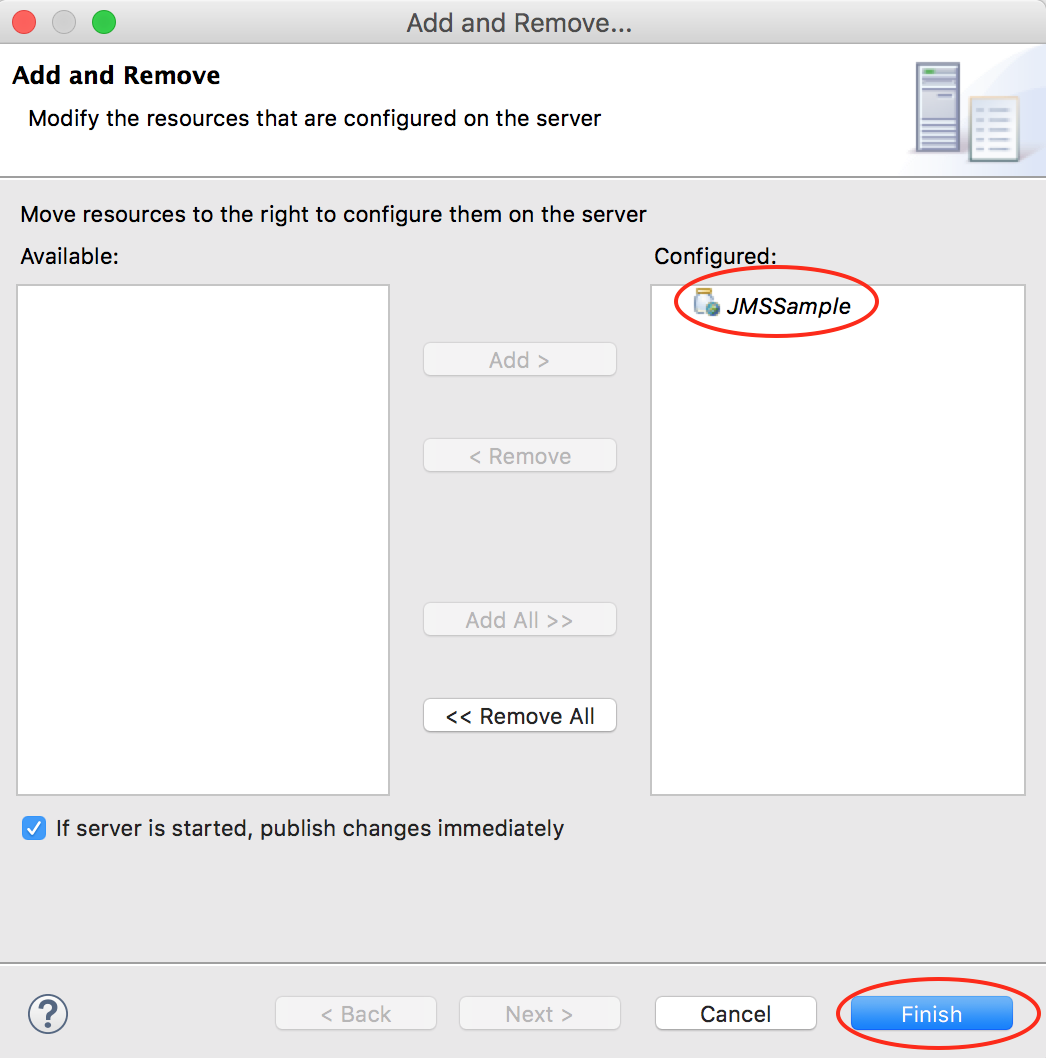 Add and Remove...
Add and Remove
Modify the resources that are configured on the server
Move resources to the right to configure them on the server
Available:
Configured:
JMSSample
Add >
< Remove
Add All >>
<< Remove All
If server is started, publish changes immediately
?
< Back
Next >
Cancel
Finish